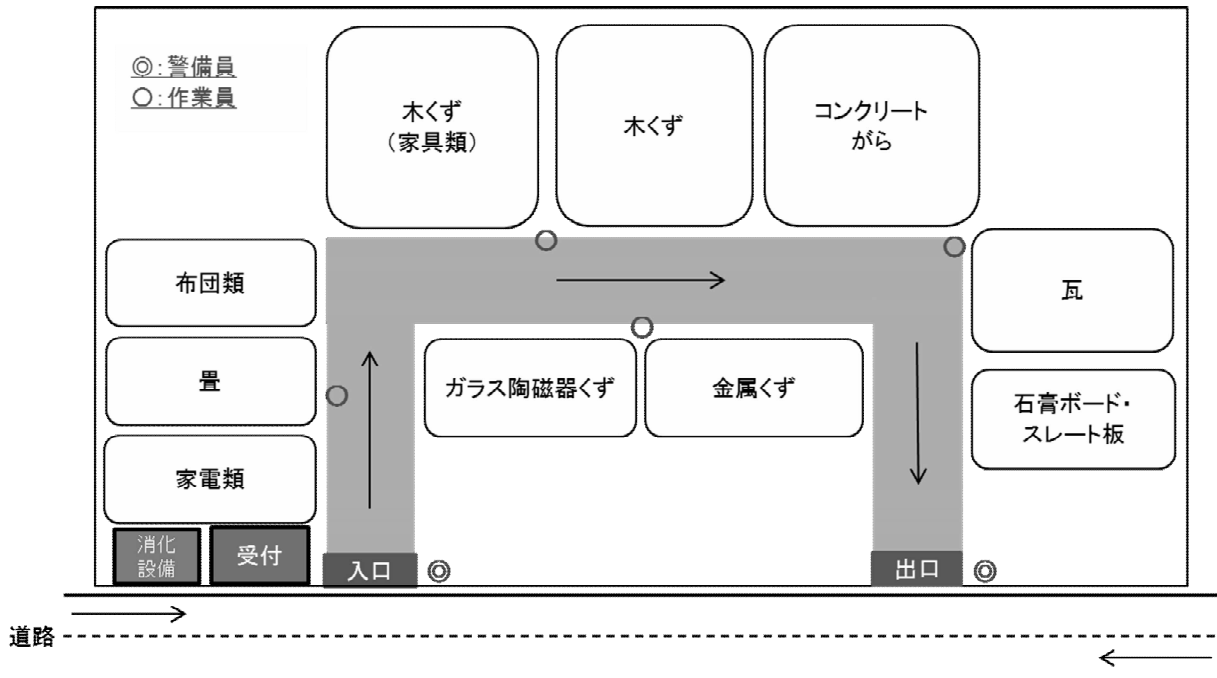 ◎:警備員
○:作業員
木くず
(家具類)
木くず
コンクリート
がら
布団類
瓦
畳
ガラス陶磁器くず
金属くず
石膏ボード・
スレート板
家電類
消化
設備
受付
入口
◎
出口
◎
道路